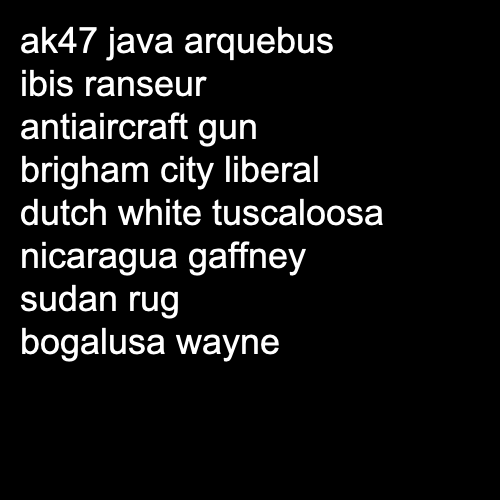 ak47 java arquebus
ibis ranseur
antiaircraft gun
brigham city liberal
dutch white tuscaloosa
nicaragua gaffney
sudan rug
bogalusa wayne